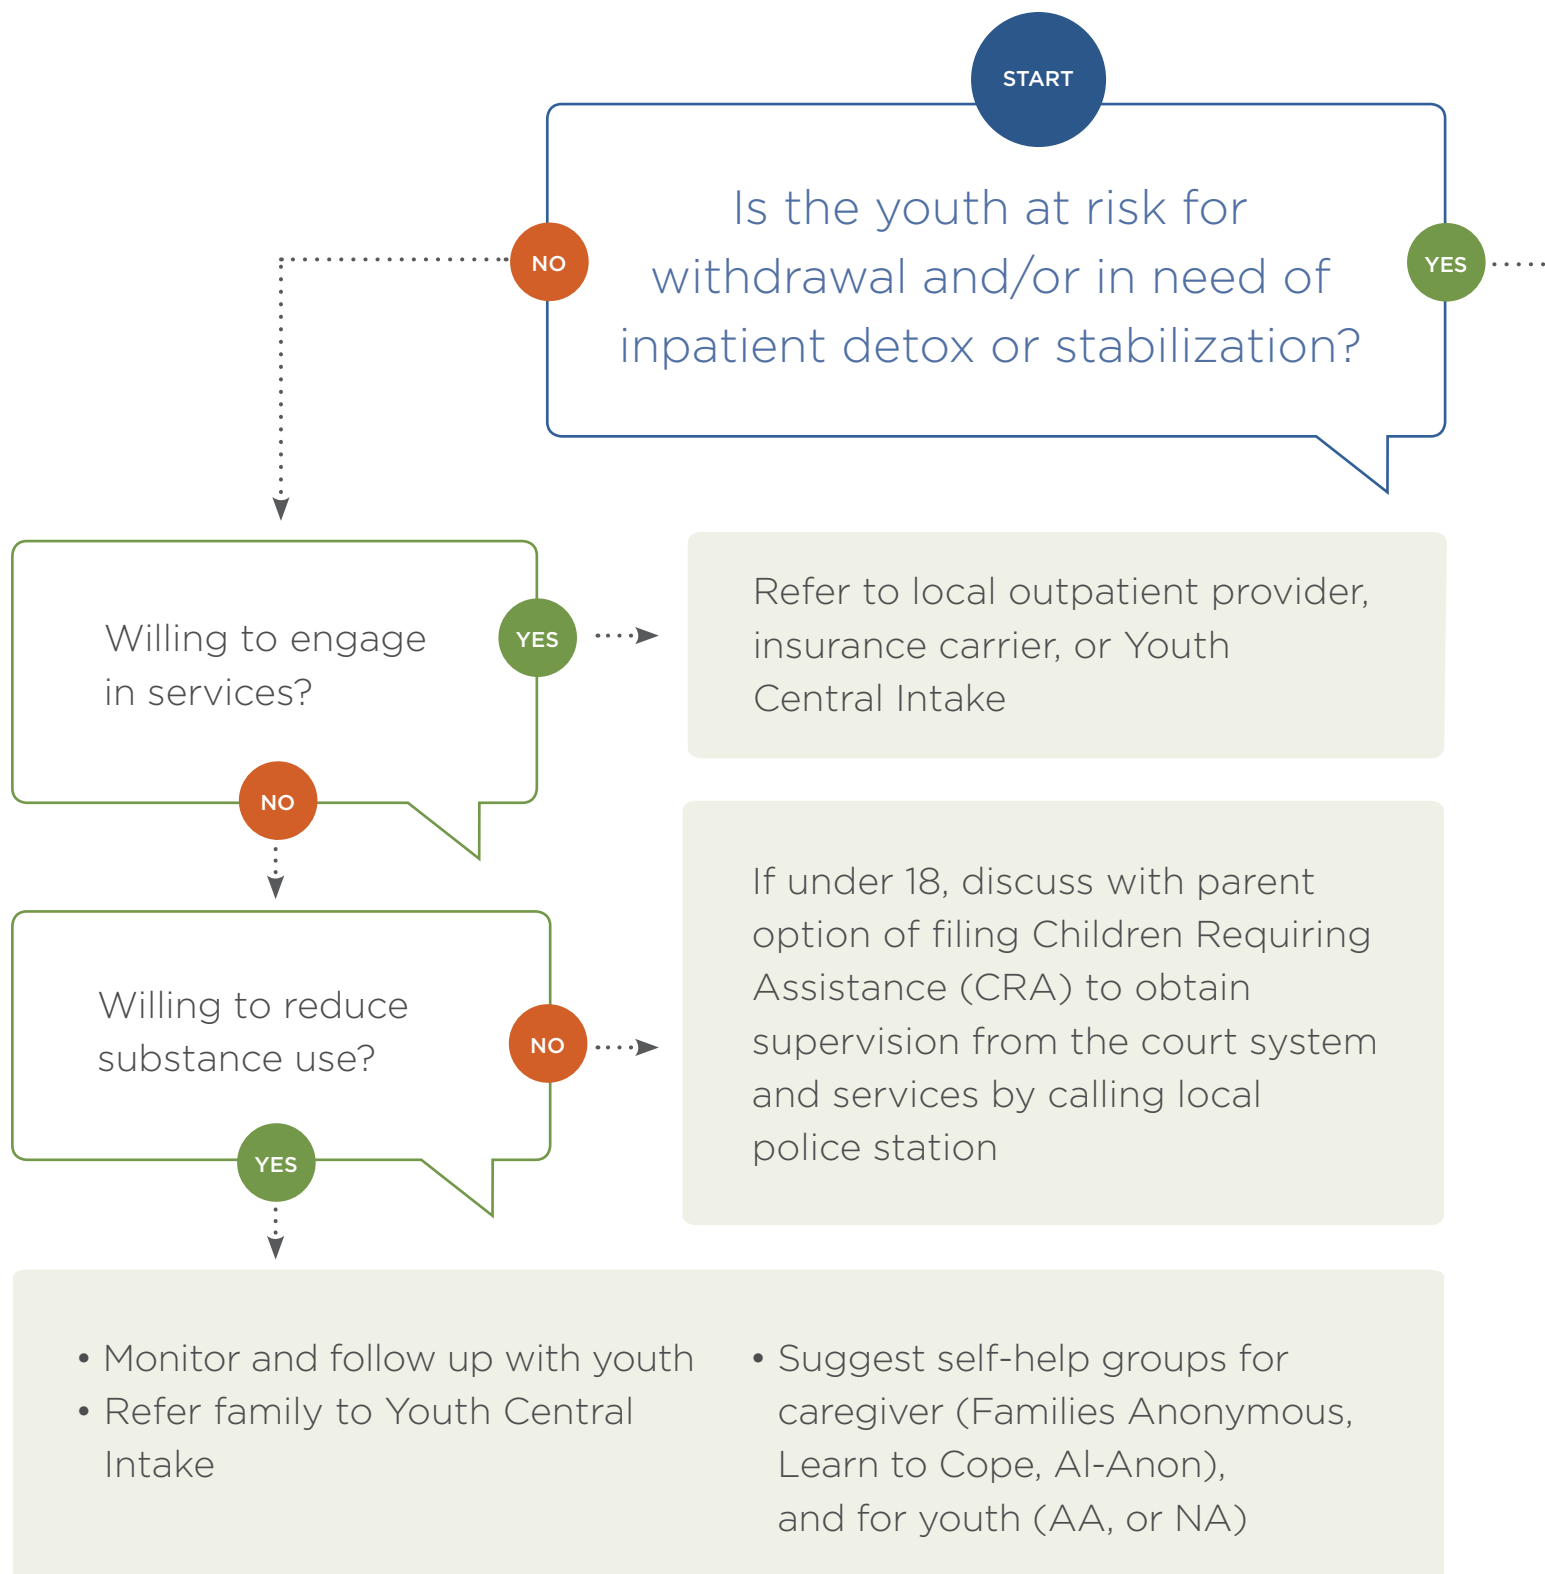 START
Is the youth at risk for
withdrawal and/or in need of
inpatient detox or stabilization?
NO
YES
Willing to engage
in services?
YES
NO
Refer to local outpatient provider,
insurance carrier, or Youth
Central Intake
Willing to reduce
substance use?
NO
YES
If under 18, discuss with parent
option of filing Children Requiring
Assistance (CRA) to obtain
supervision from the court system
and services by calling local
police station
• Monitor and follow up with youth
• Refer family to Youth Central
Intake
• Suggest self-help groups for
caregiver (Families Anonymous,
Learn to Cope, Al-Anon),
and for youth (AA, or NA)